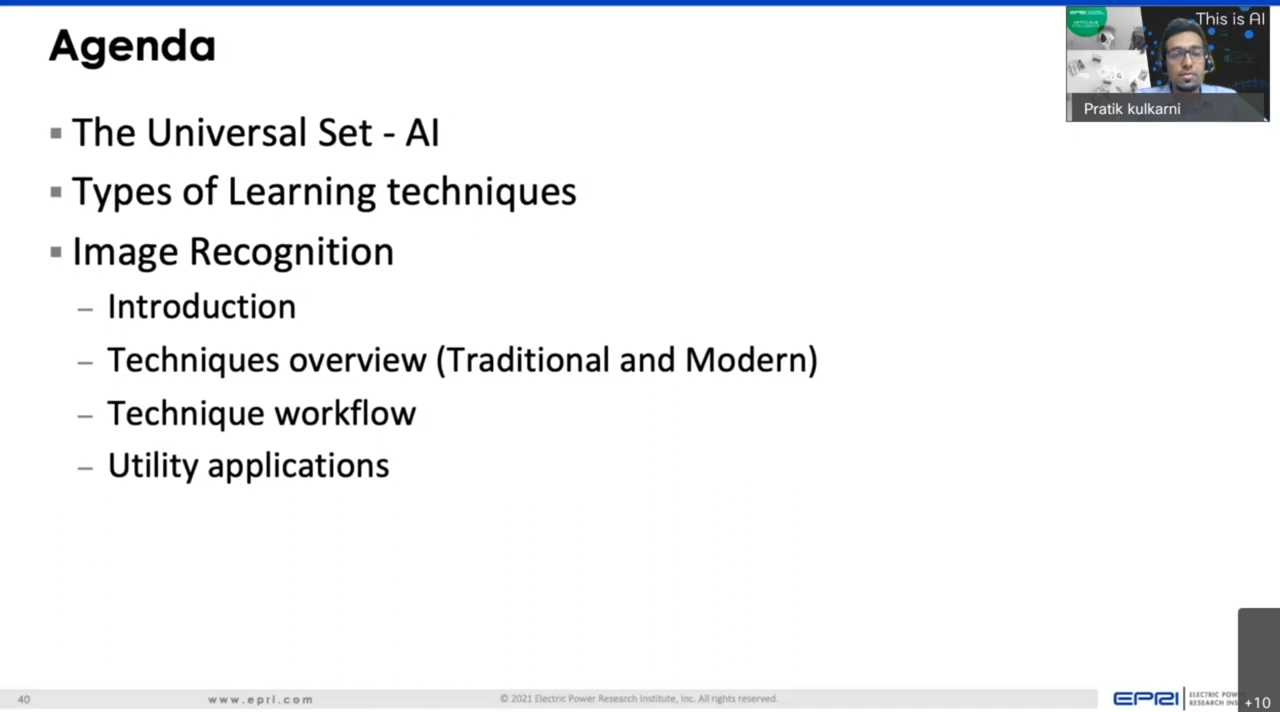 Agenda
This is AI
Pratik kulkarni
▪ The Universal Set - AI
▪ Types of Learning techniques
▪ Image Recognition
– Introduction
– Techniques overview (Traditional and Modern)
– Technique workflow
– Utility applications
40
www.epri.com
© 2021 Electric Power Research Institute, Inc. All rights reserved.
EPRI
ELECTRIC POW
RESEARCH INS
+10